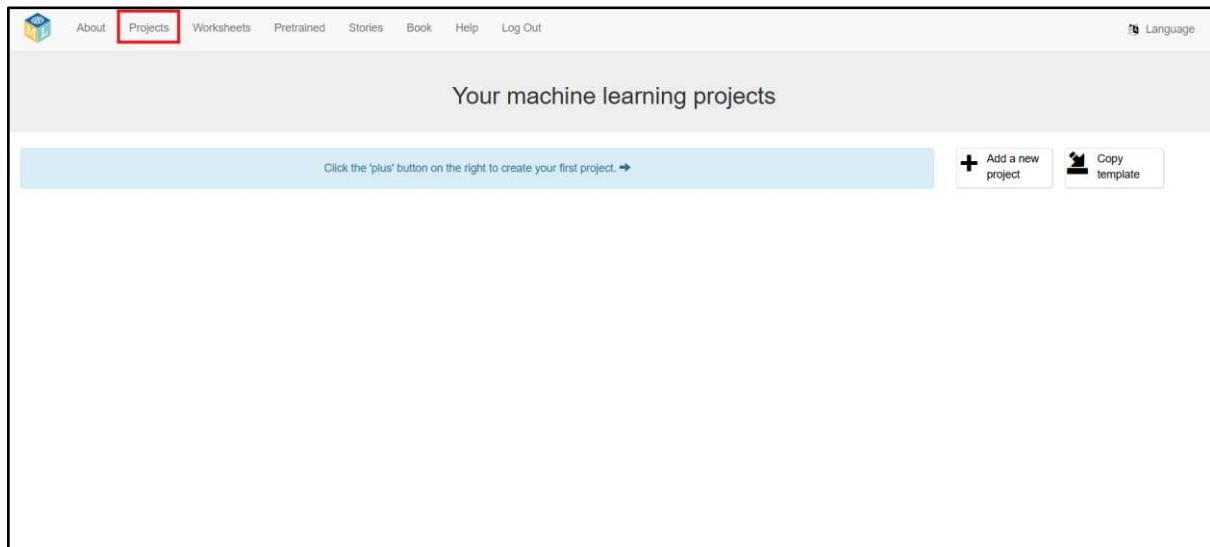 About Projects Worksheets Pretrained Stories Book Help Log Out Language
Your machine learning projects
Click the 'plus' button on the right to create your first project. ➔
Add a new
project
Copy
template